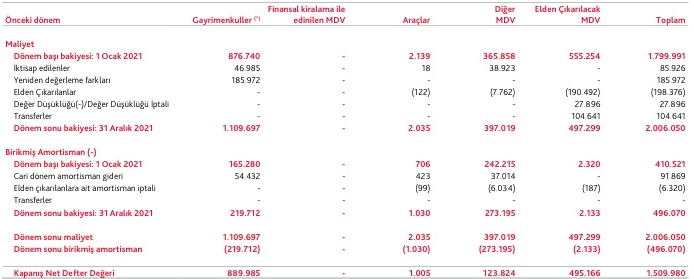 Finansal kiralama ile Diğer Elden Çıkarılacak
Önceki dönem Gayrimenkuller (*) edinilen MDV Araçlar MDV MDV Toplam
Maliyet
Dönem başı bakiyesi: 1 Ocak 2021 876.740 - 2.139 365.858 555.254 1.799.991
İktisap edilenler 46.985 - 18 38.923 - 85.926
Yeniden değerleme farkları 185.972 - - - - 185.972
Elden Çıkarılanlar - - (122) (7.762) (190.492) (198.376)
Değer Düşüklüğü(-)/Değer Düşüklüğü İptali - - - - 27.896 27.896
Transferler - - - - 104.641 104.641
Dönem sonu bakiyesi: 31 Aralık 2021 1.109.697 - 2.035 397.019 497.299 2.006.050
Birikmiş Amortisman (-)
Dönem başı bakiyesi: 1 Ocak 2021 165.280 - 706 242.215 2.320 410.521
Cari dönem amortisman gideri 54.432 - 423 37.014 - 91.869
Elden çıkarılanlara ait amortisman iptali - - (99) (6.034) (187) (6.320)
Transferler - - - - - -
Dönem sonu bakiyesi: 31 Aralık 2021 219.712 - 1.030 273.195 2.133 496.070
Dönem sonu maliyet 1.109.697 - 2.035 397.019 497.299 2.006.050
Dönem sonu birikmiş amortisman (219.712) - (1.030) (273.195) (2.133) (496.070)
Kapanış Net Defter Değeri 889.985 - 1.005 123.824 495.166 1.509.980